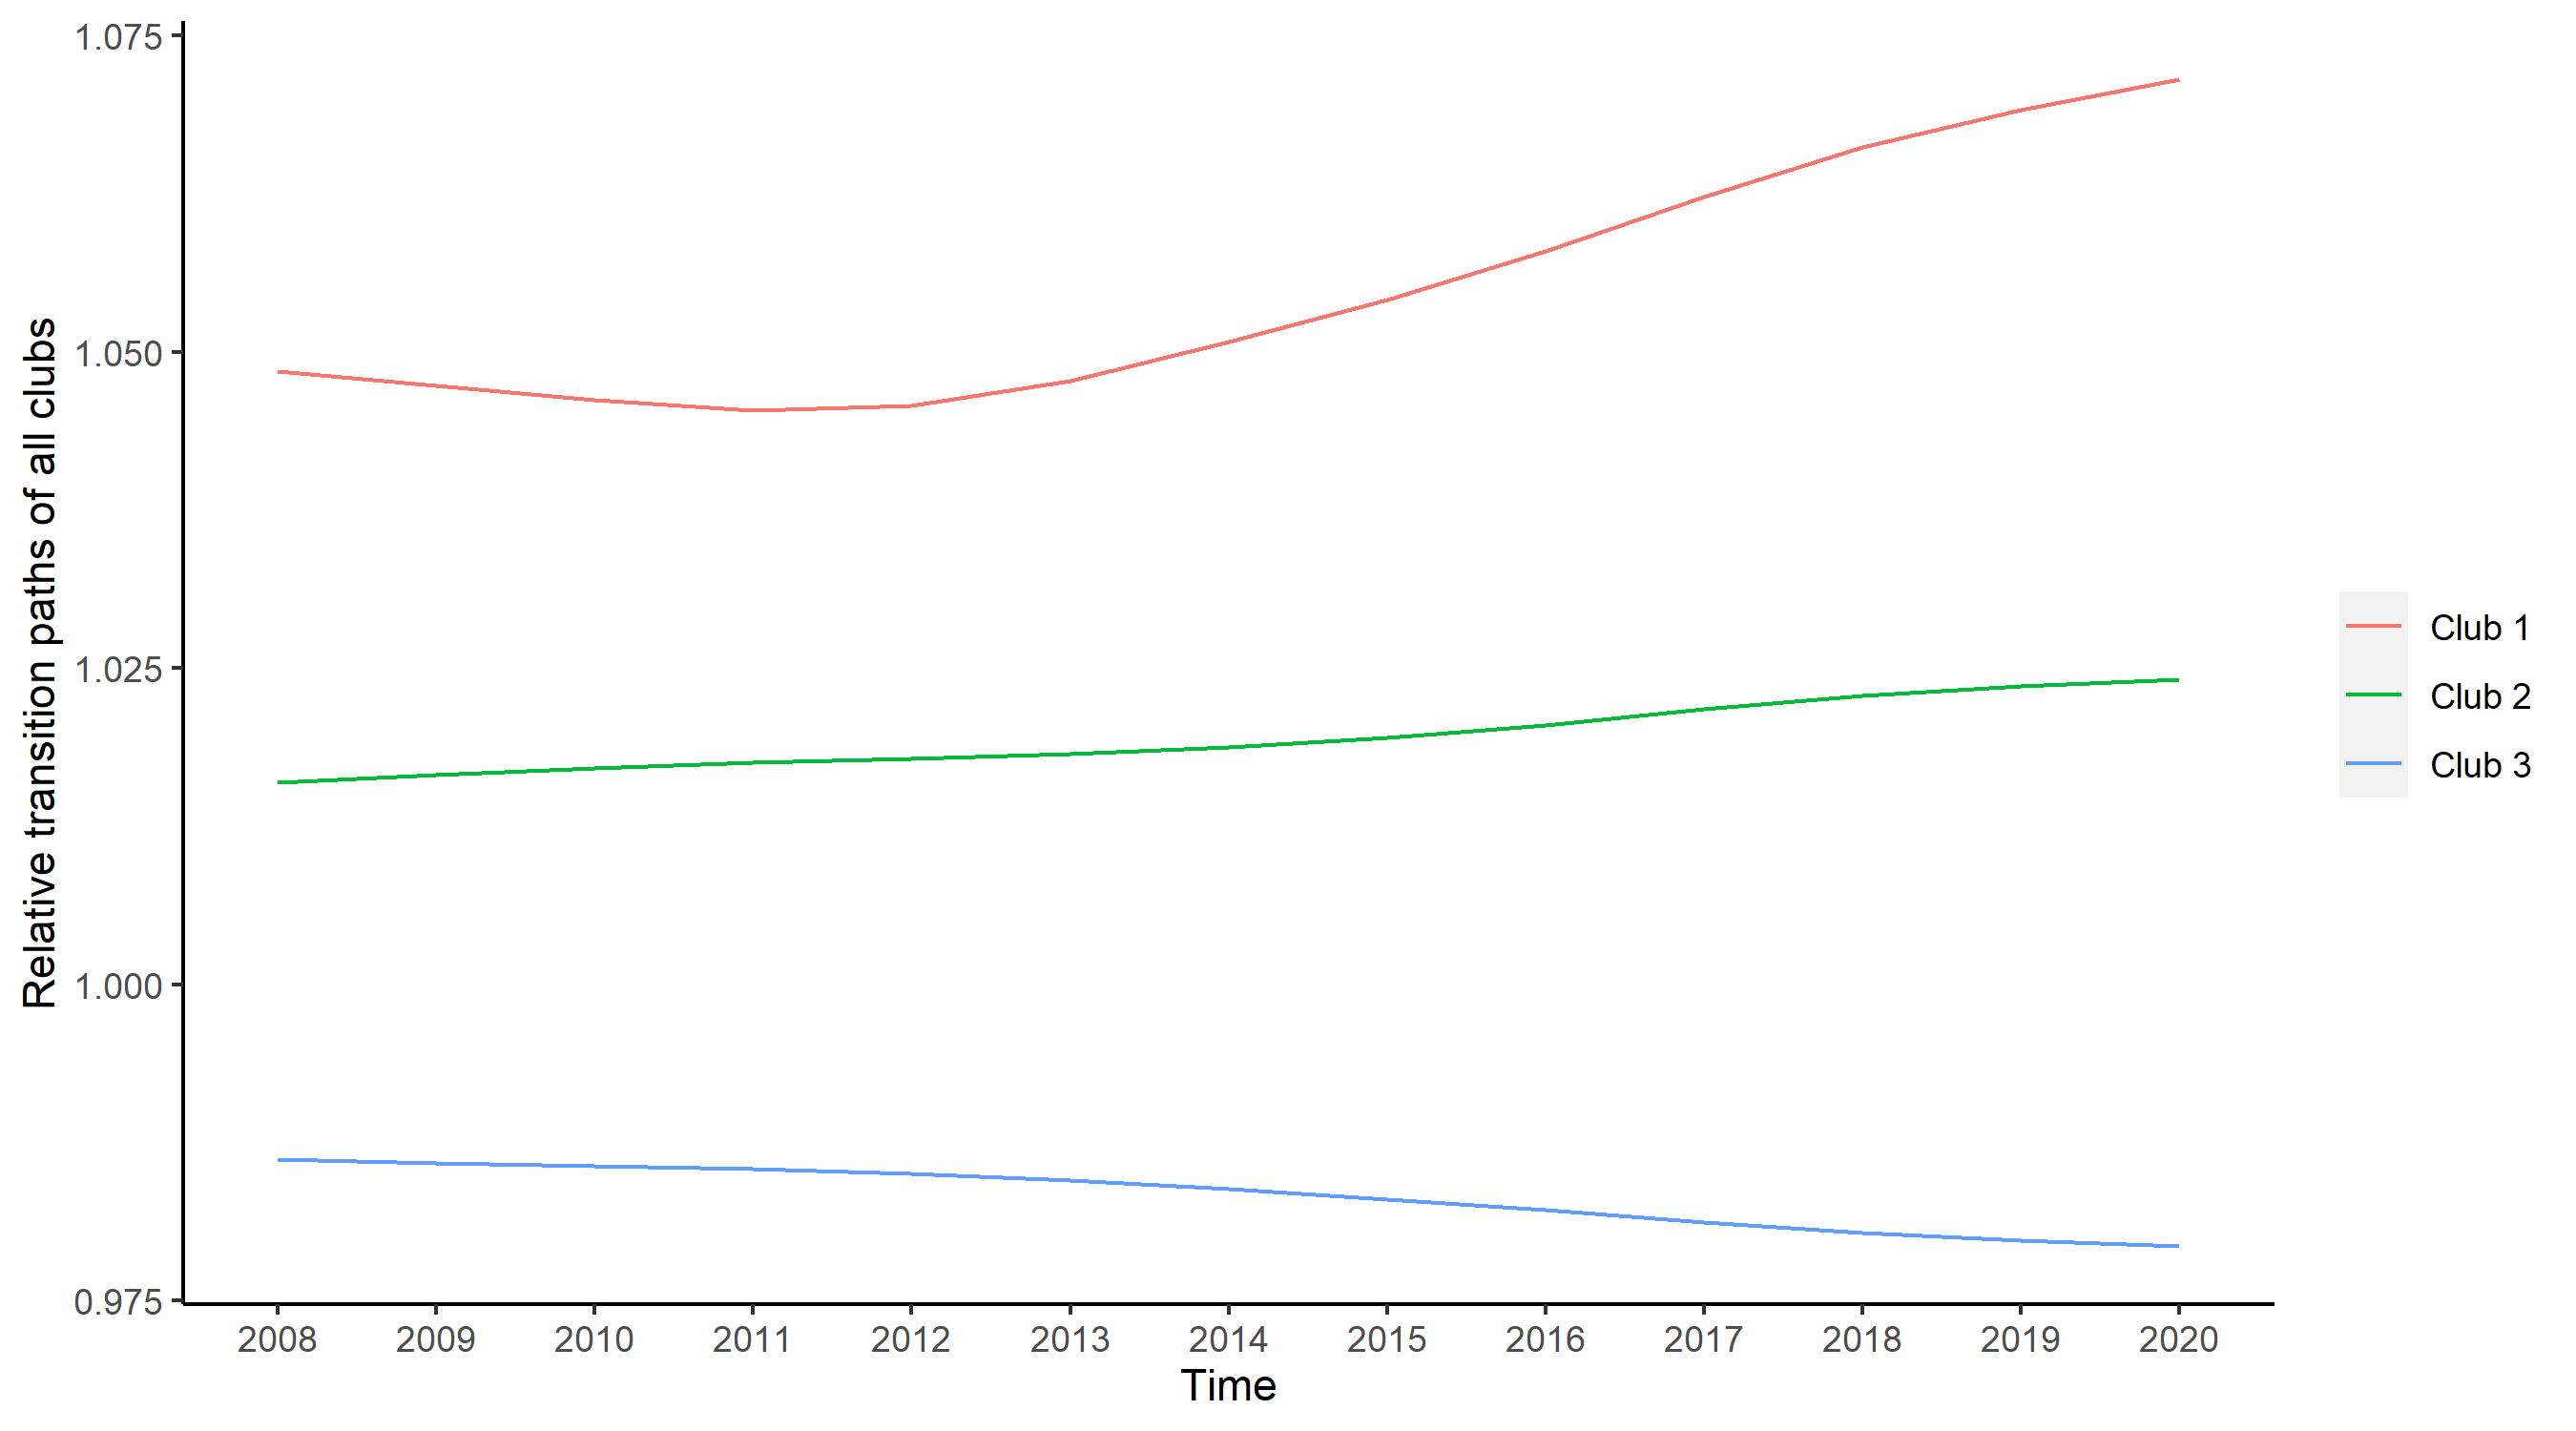 Relative transition paths of all clubs
1.075
1.050
1.025
1.000
0.975
2008 2009 2010 2011 2012 2013 2014 2015 2016 2017 2018 2019 2020
Time
Club 1
Club 2
Club 3